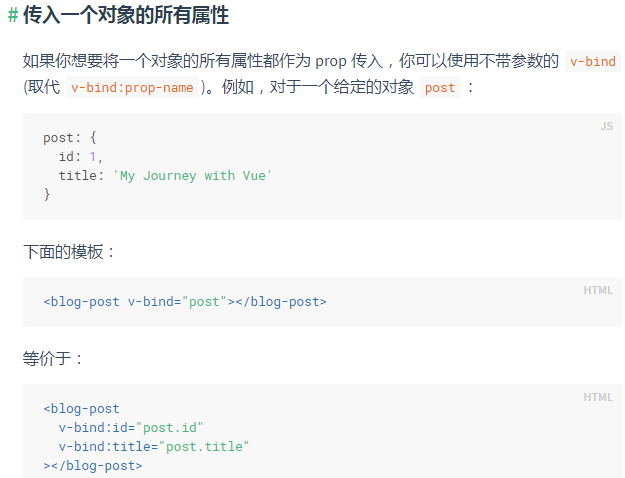 # 传入一个对象的所有属性
如果你想要将一个对象的所有属性都作为 prop 传入，你可以使用不带参数的 v-bind
(取代 v-bind:prop-name )。例如，对于一个给定的对象 post ：
JS
post: {
  id: 1,
  title: 'My Journey with Vue'
}
下面的模板：
HTML
<blog-post v-bind="post"></blog-post>
等价于：
HTML
<blog-post
  v-bind:id="post.id"
  v-bind:title="post.title"
></blog-post>